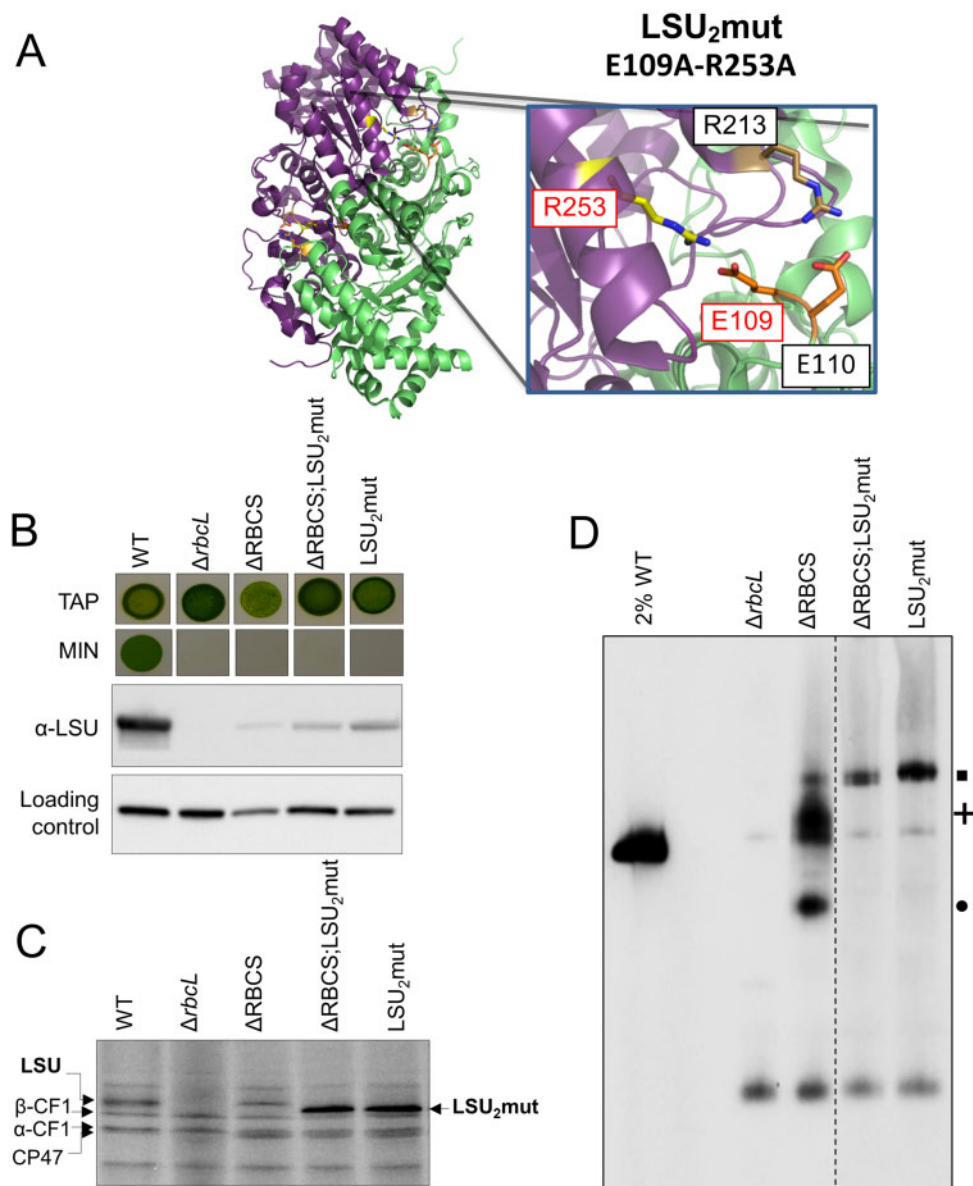 A
LSU₂mut
E109A-R253A
R213
R253
E109
E110
B
WT
ΔrbcL
ΔRBCS
ΔRBCS;LSU₂mut
LSU₂mut
TAP
MIN
α-LSU
Loading
control
C
WT
ΔrbcL
ΔRBCS
ΔRBCS;LSU₂mut
LSU₂mut
LSU
β-CF1
α-CF1
CP47
LSU₂mut
D
2% WT
ΔrbcL
ΔRBCS
ΔRBCS;LSU₂mut
LSU₂mut
■
+
●